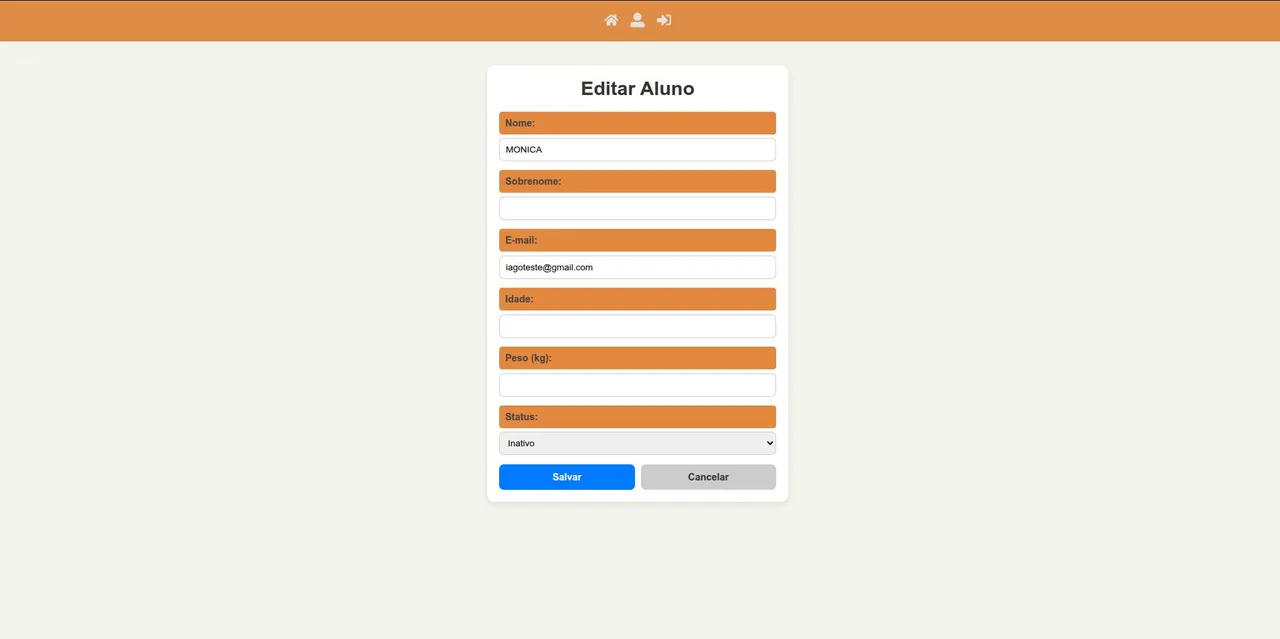 Editar Aluno
Nome:
MONICA
Sobrenome:
E-mail:
iagoteste@gmail.com
Idade:
Peso (kg):
Status:
Inativo
Salvar Cancelar